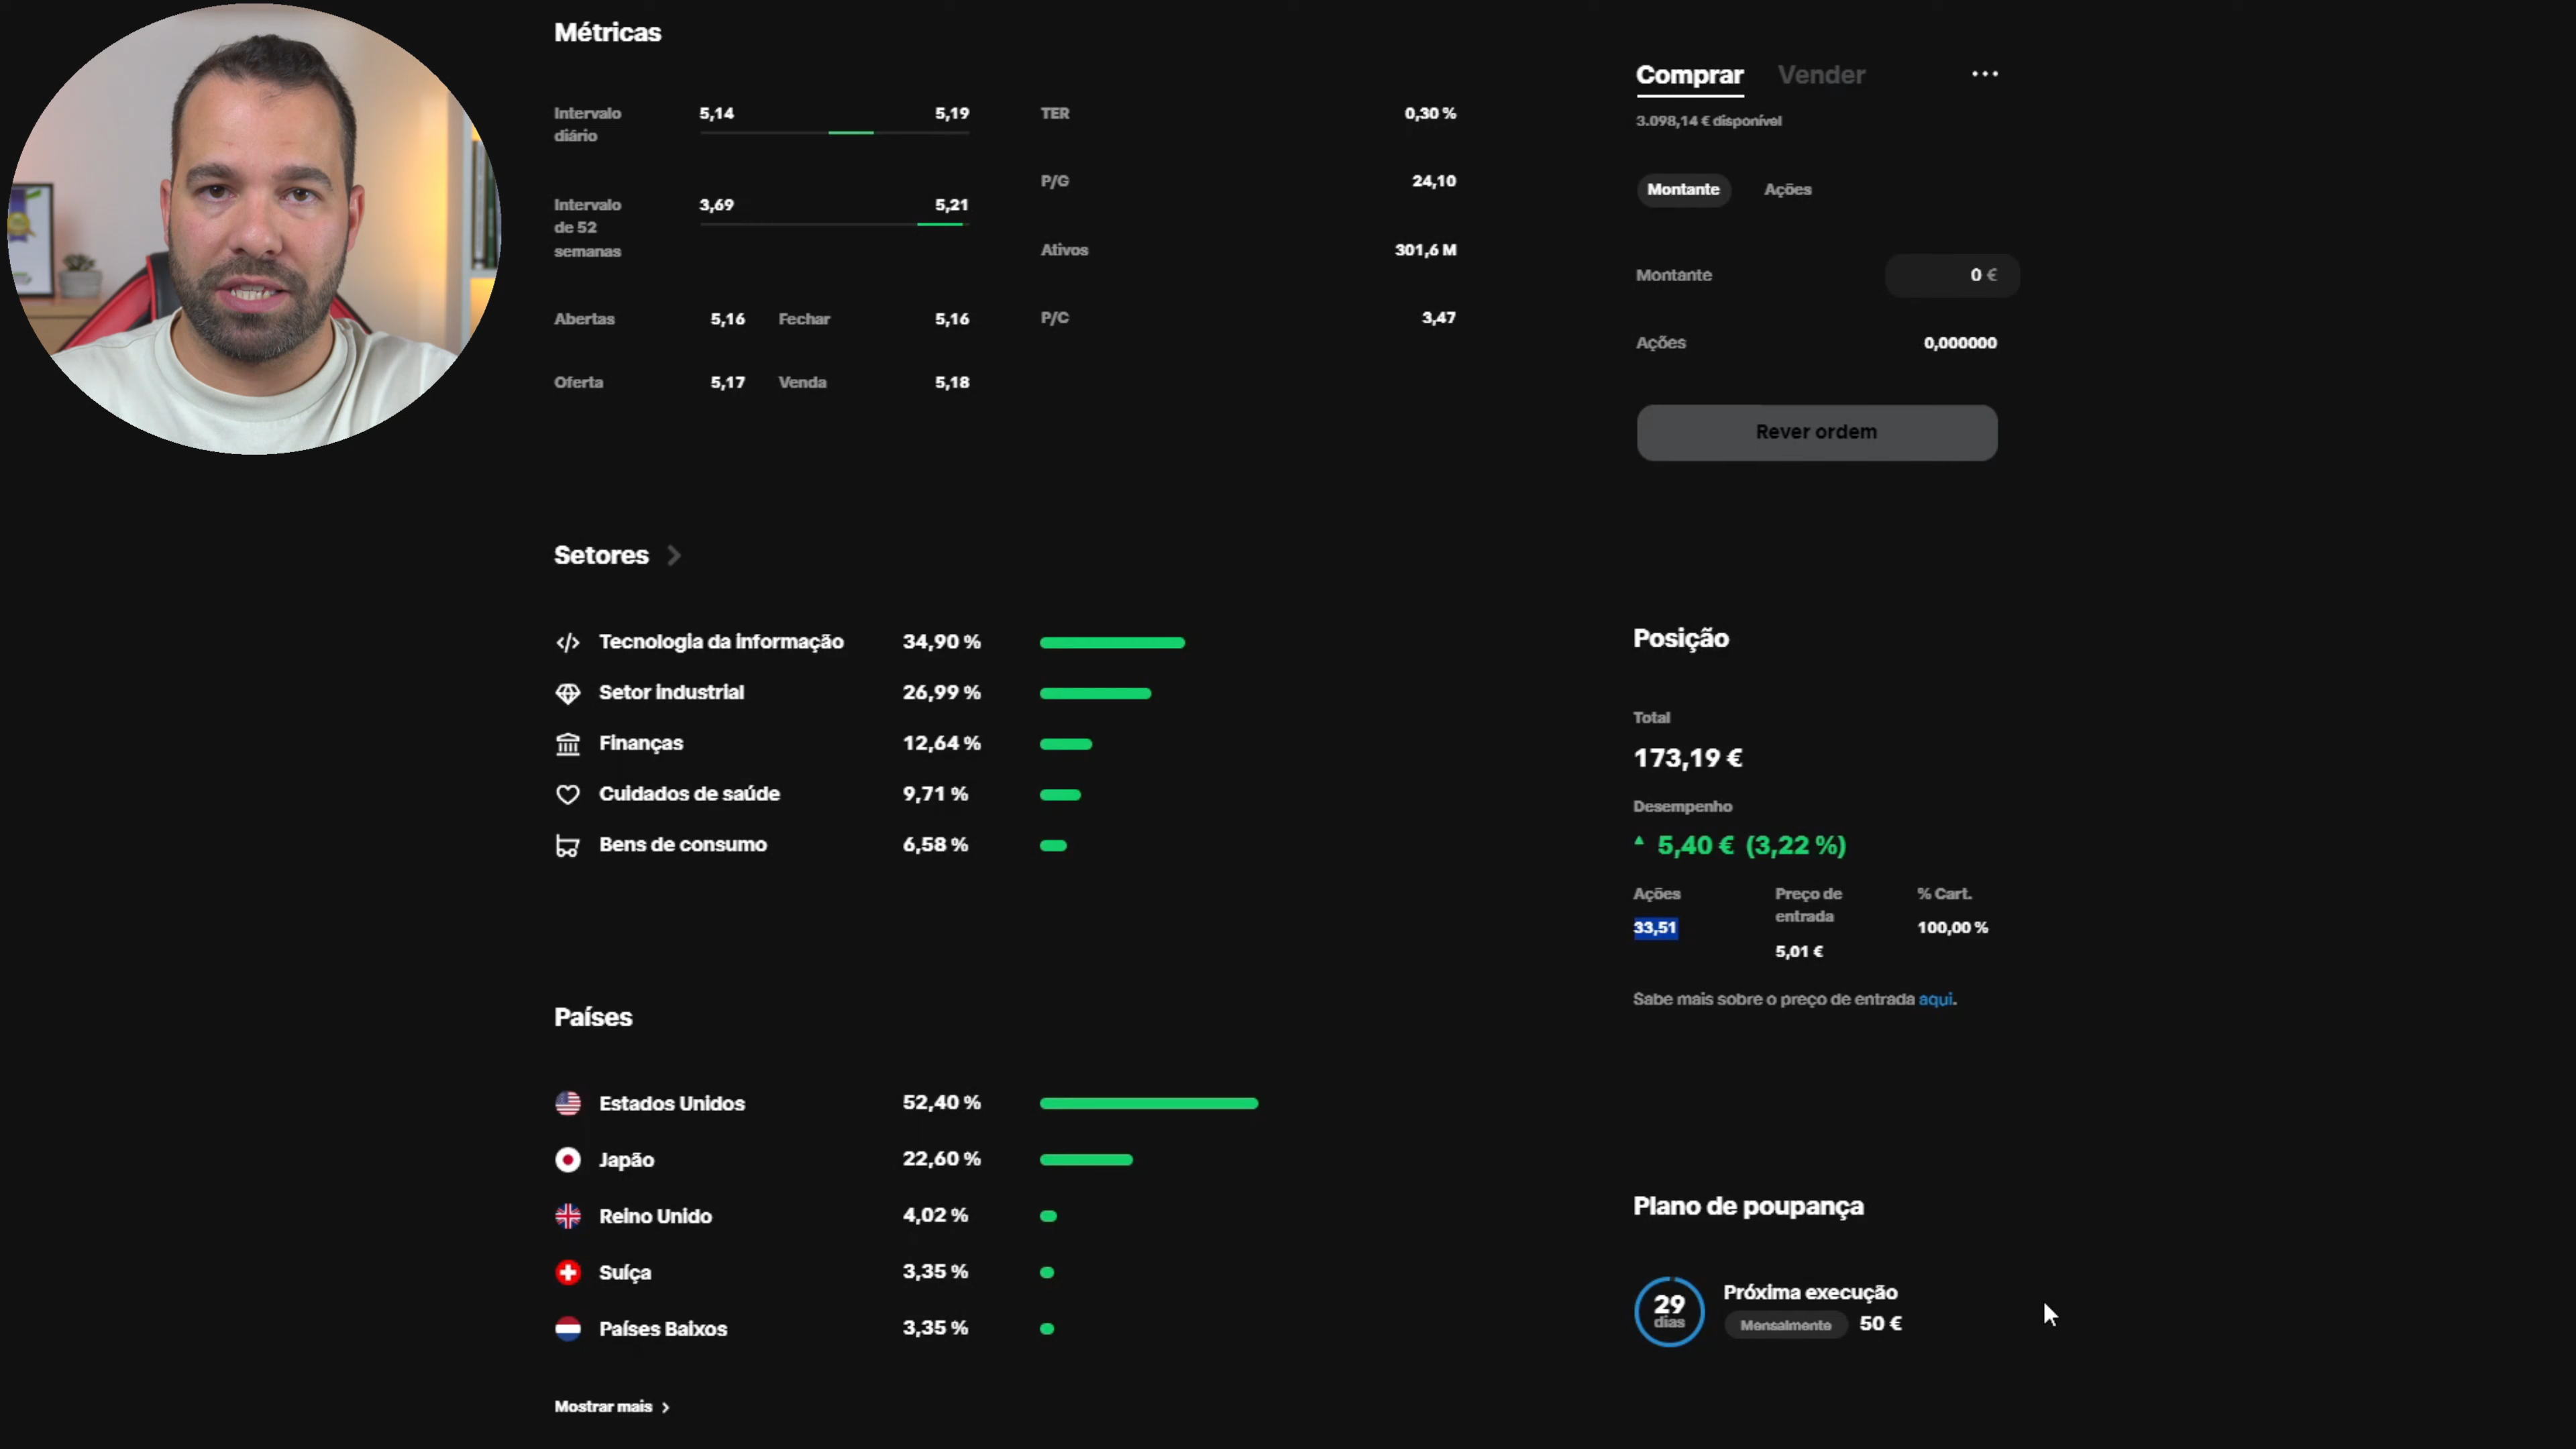 Métricas
Intervalo diário 5,14 5,19
Intervalo de 52 semanas 3,69 5,21
Abertas 5,16 Fechar 5,16
Oferta 5,17 Venda 5,18
TER 0,30 %
P/G 24,10
Ativos 301,6 M
P/C 3,47
Setores
Tecnologia da informação 34,90 %
Setor industrial 26,99 %
Finanças 12,64 %
Cuidados de saúde 9,71 %
Bens de consumo 6,58 %
Países
Estados Unidos 52,40 %
Japão 22,60 %
Reino Unido 4,02 %
Suíça 3,35 %
Países Baixos 3,35 %
Mostrar mais
Comprar Vender
3.098,14 € disponível
Montante Ações
Montante 0 €
Ações 0,000000
Rever ordem
Posição
Total
173,19 €
Desempenho
5,40 € (3,22 %)
Ações 33,51
Preço de entrada 5,01 €
% Cart. 100,00 %
Sabe mais sobre o preço de entrada aqui.
Plano de poupança
29 dias
Próxima execução
Mensalmente 50 €